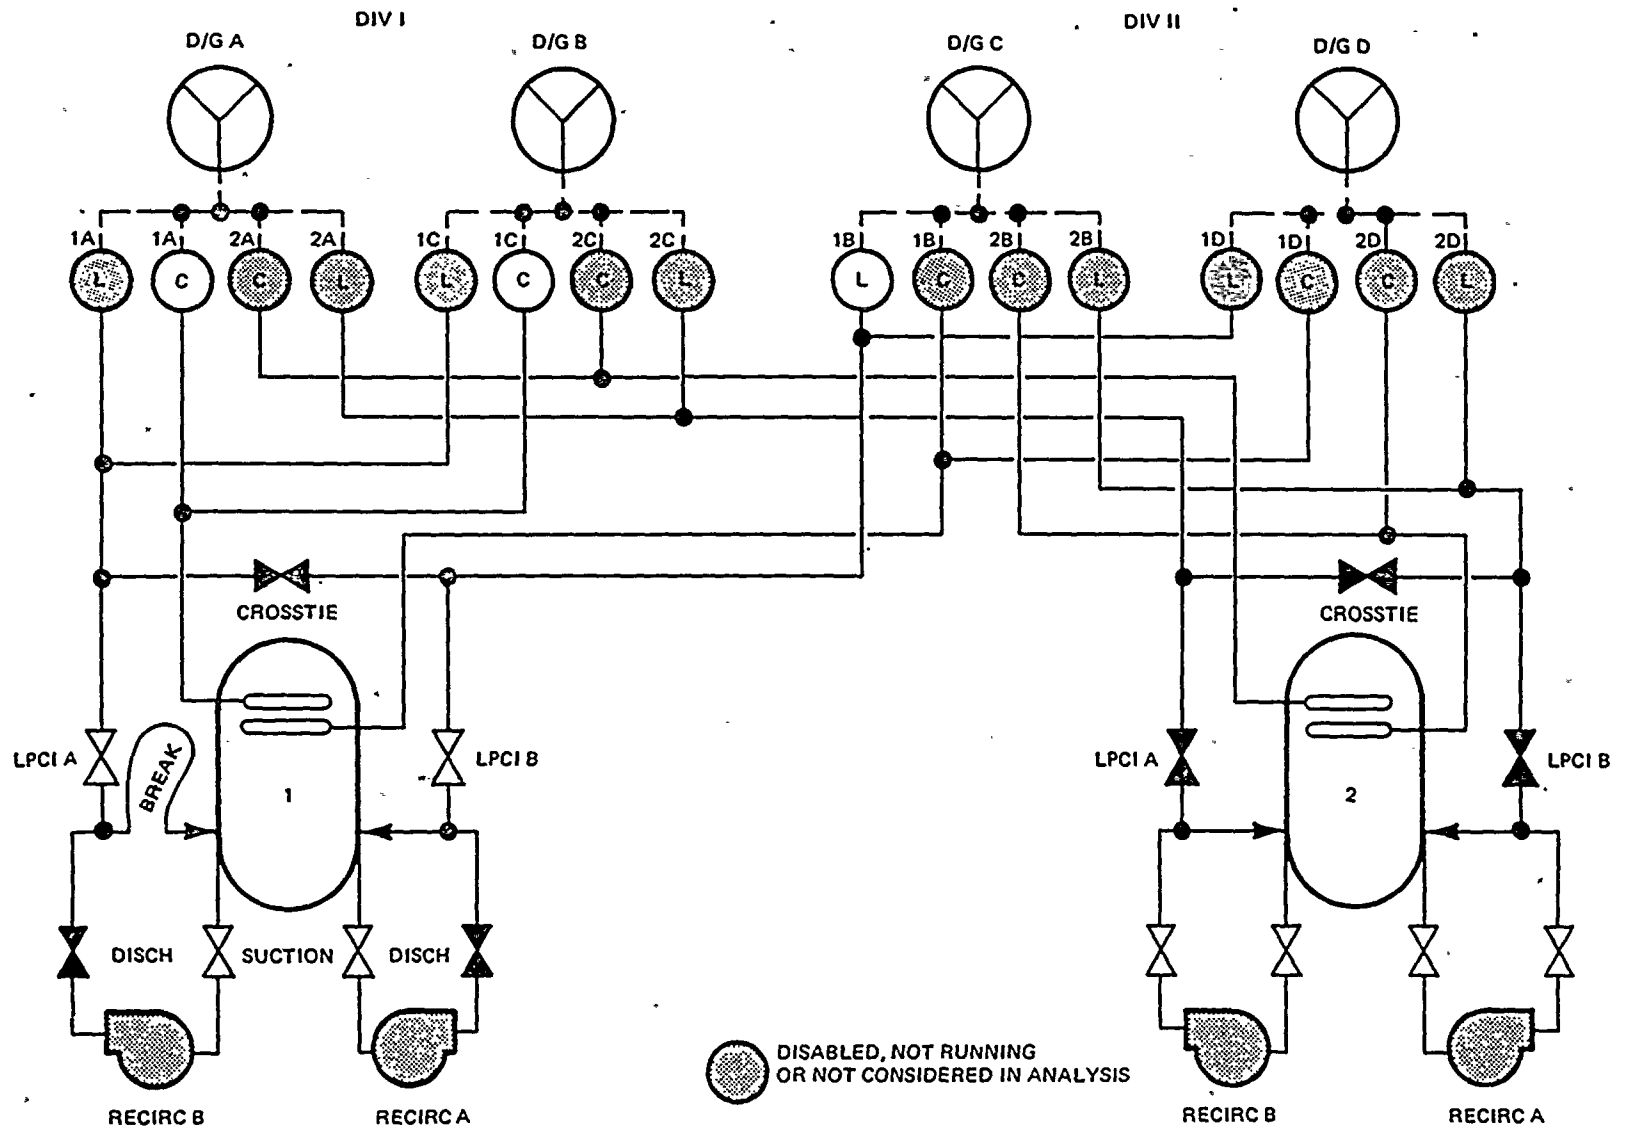 DIV I
DIV II
D/G A
D/G B
D/G C
D/G D
1A 1A 2A 2A
1C 1C 2C 2C
1B 1B 2B 2B
1D 1D 2D 2D
L C C L
L C C L
L C C L
L C C L
CROSSTIE
CROSSTIE
LPCI A
BREAK
1
LPCI B
LPCI A
2
LPCI B
DISCH
SUCTION
DISCH
DISABLED, NOT RUNNING
OR NOT CONSIDERED IN ANALYSIS
RECIRC B
RECIRC A
RECIRC B
RECIRC A